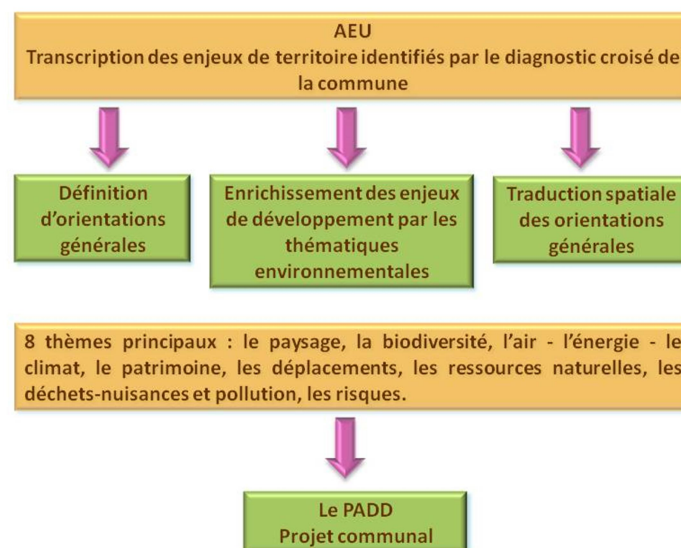 AEU
Transcription des enjeux de territoire identifiés par le diagnostic croisé de
la commune
Définition
d'orientations
générales
Enrichissement des enjeux
de développement par les
thématiques
environnementales
Traduction spatiale
des orientations
générales
8 thèmes principaux : le paysage, la biodiversité, l'air - l'énergie - le
climat, le patrimoine, les déplacements, les ressources naturelles, les
déchets-nuisances et pollution, les risques.
Le PADD
Projet communal